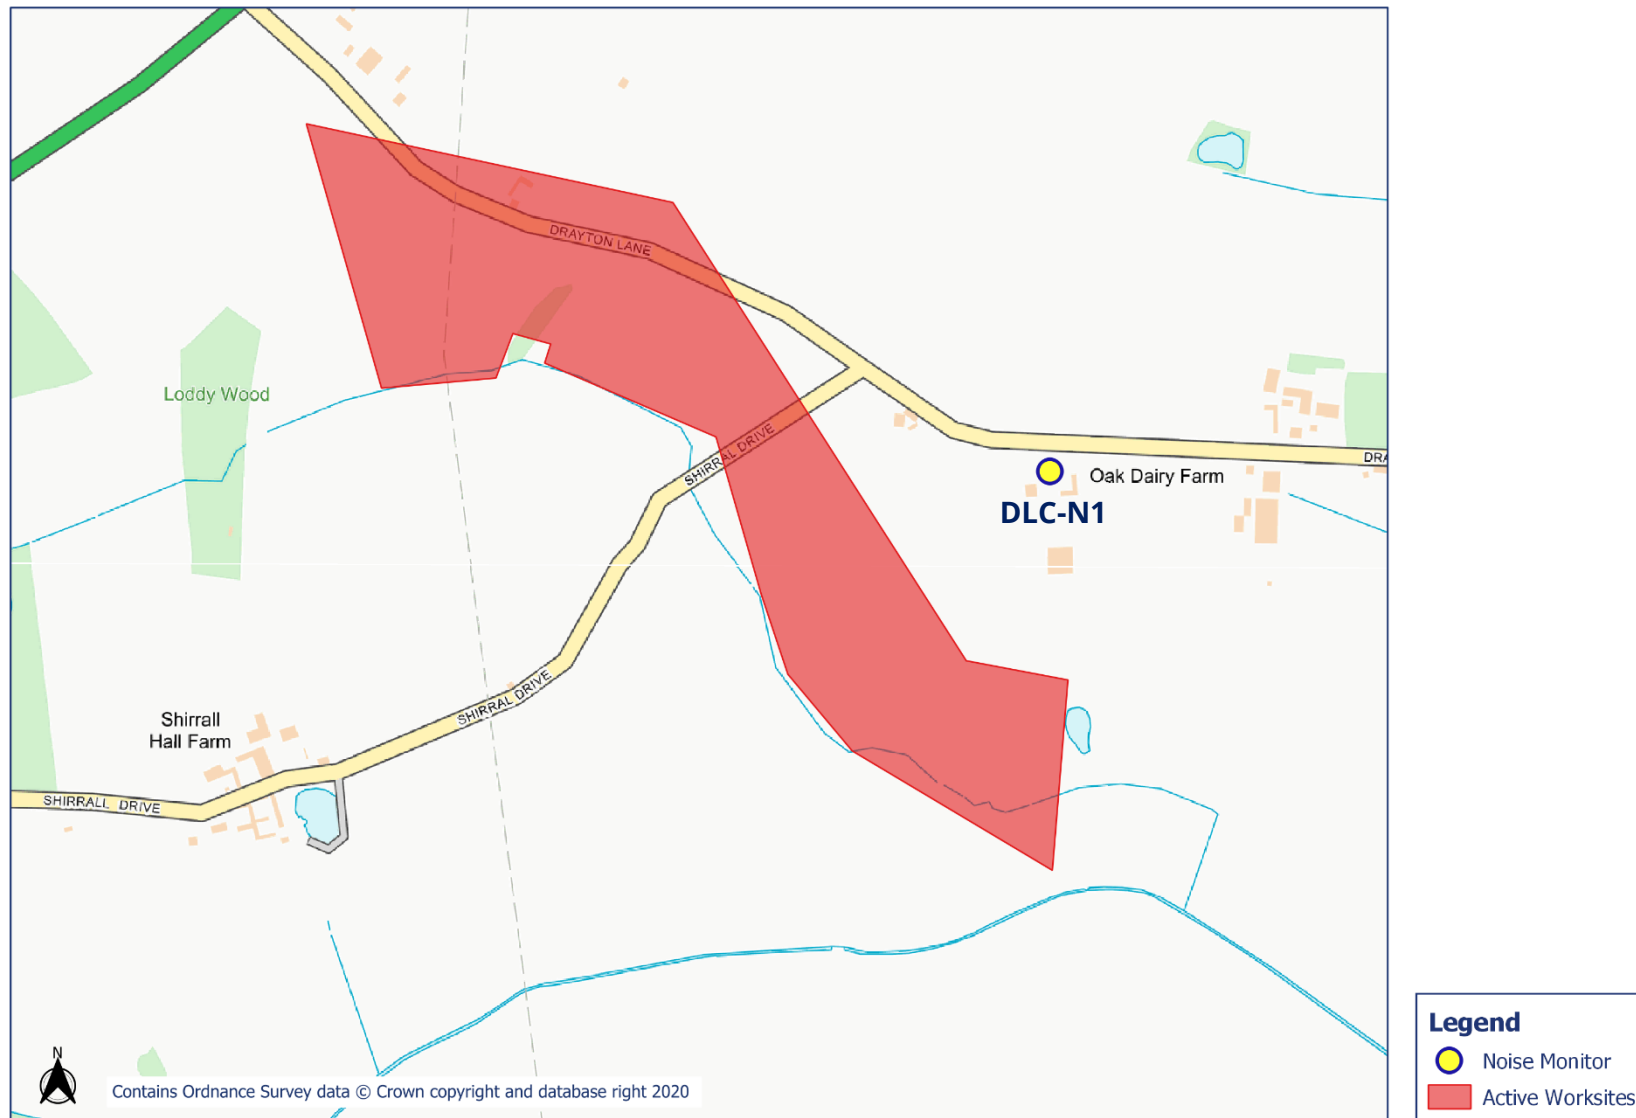 DRAYTON LANE
Loddy Wood
SHIRRAL DRIVE
DRA
Oak Dairy Farm
DLC-N1
SHIRRAL DRIVE
Shirrall
Hall Farm
SHIRRALL DRIVE
N
Contains Ordnance Survey data © Crown copyright and database right 2020
Legend
Noise Monitor
Active Worksites